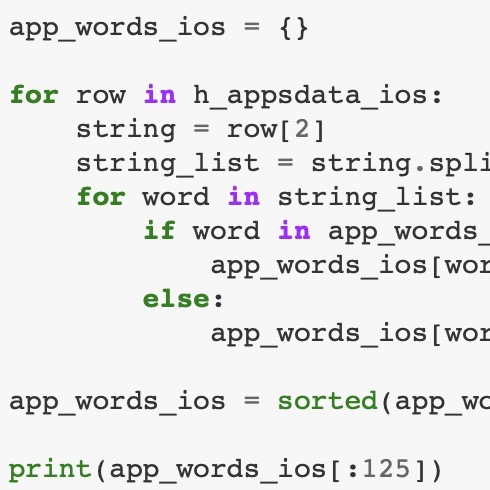 app_words_ios = {}
for row in h_appsdata_ios:
string = row[2]
string_list = string.spli
for word in string_list:
if word in app_words_
app_words_ios[wor
else:
app_words_ios[wor
app_words_ios = sorted(app_wo
print(app_words_ios[:125])